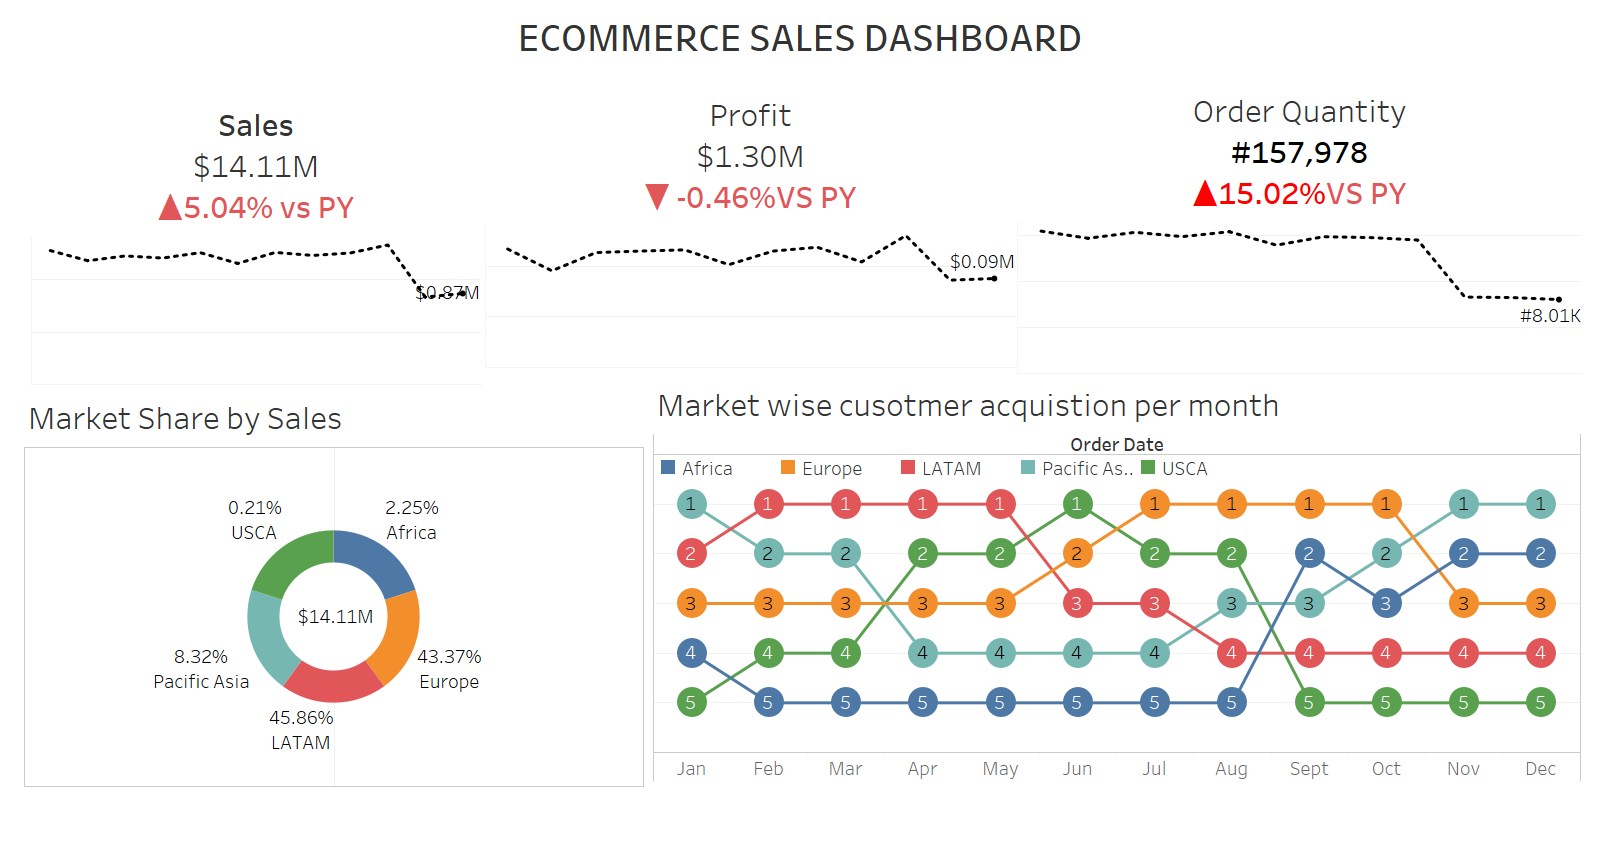 ECOMMERCE SALES DASHBOARD
Sales
$14.11M
▲5.04% vs PY
$0.87M
Profit
$1.30M
▼ -0.46%VS PY
$0.09M
Order Quantity
#157,978
▲15.02%VS PY
#8.01K
Market Share by Sales
0.21%
USCA
2.25%
Africa
$14.11M
8.32%
Pacific Asia
43.37%
Europe
45.86%
LATAM
Market wise cusotmer acquistion per month
Order Date
Africa Europe LATAM Pacific As.. USCA
1 1 1 1 1 1 1 1 1 1 1 1
2 2 2 2 2 2 2 2 2 2 2 2
3 3 3 3 3 3 3 3 3 3 3 3
4 4 4 4 4 4 4 4 4 4 4 4
5 5 5 5 5 5 5 5 5 5 5 5
Jan Feb Mar Apr May Jun Jul Aug Sept Oct Nov Dec